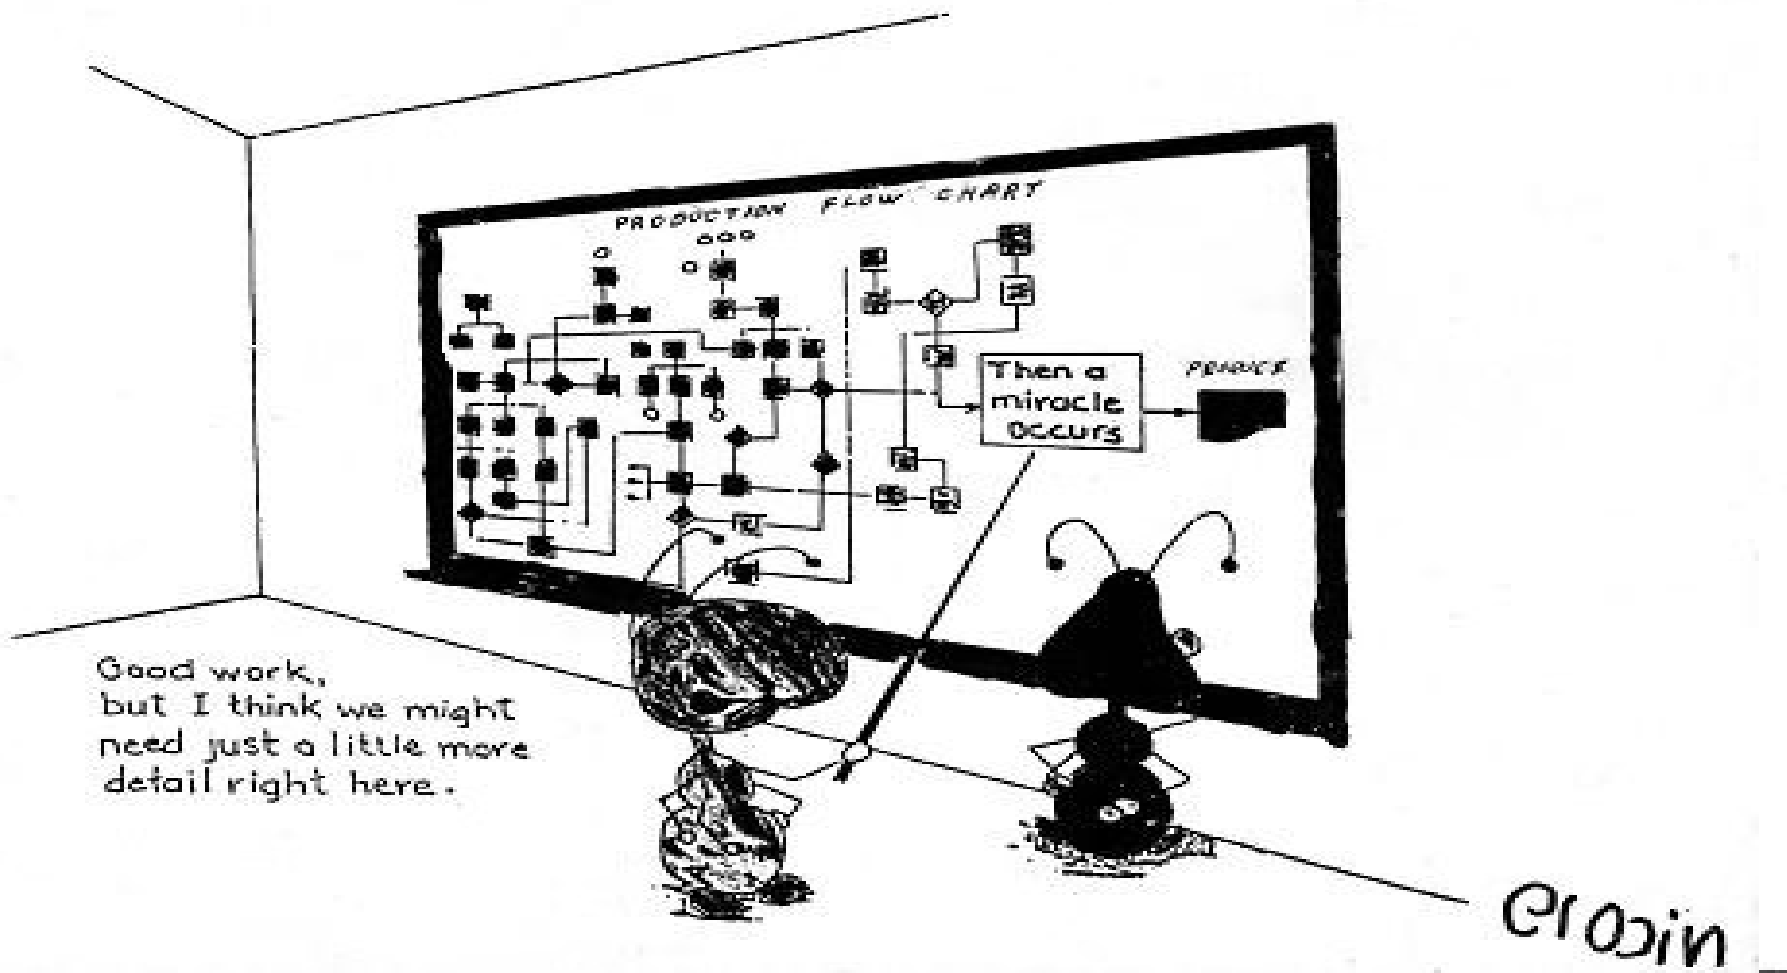 PRODUCTION FLOW CHART
Then a
miracle
occurs
Good work,
but I think we might
need just a little more
detail right here.